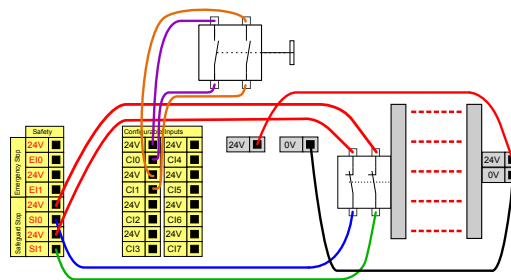 Safety
Emergency Stop
24V
EI0
24V
EI1
Safeguard Stop
24V
SI0
24V
SI1
Configurable Inputs
24V
24V
CI0
CI4
24V
24V
CI1
CI5
24V
24V
CI2
CI6
24V
24V
CI3
CI7
24V
0V
24V
0V